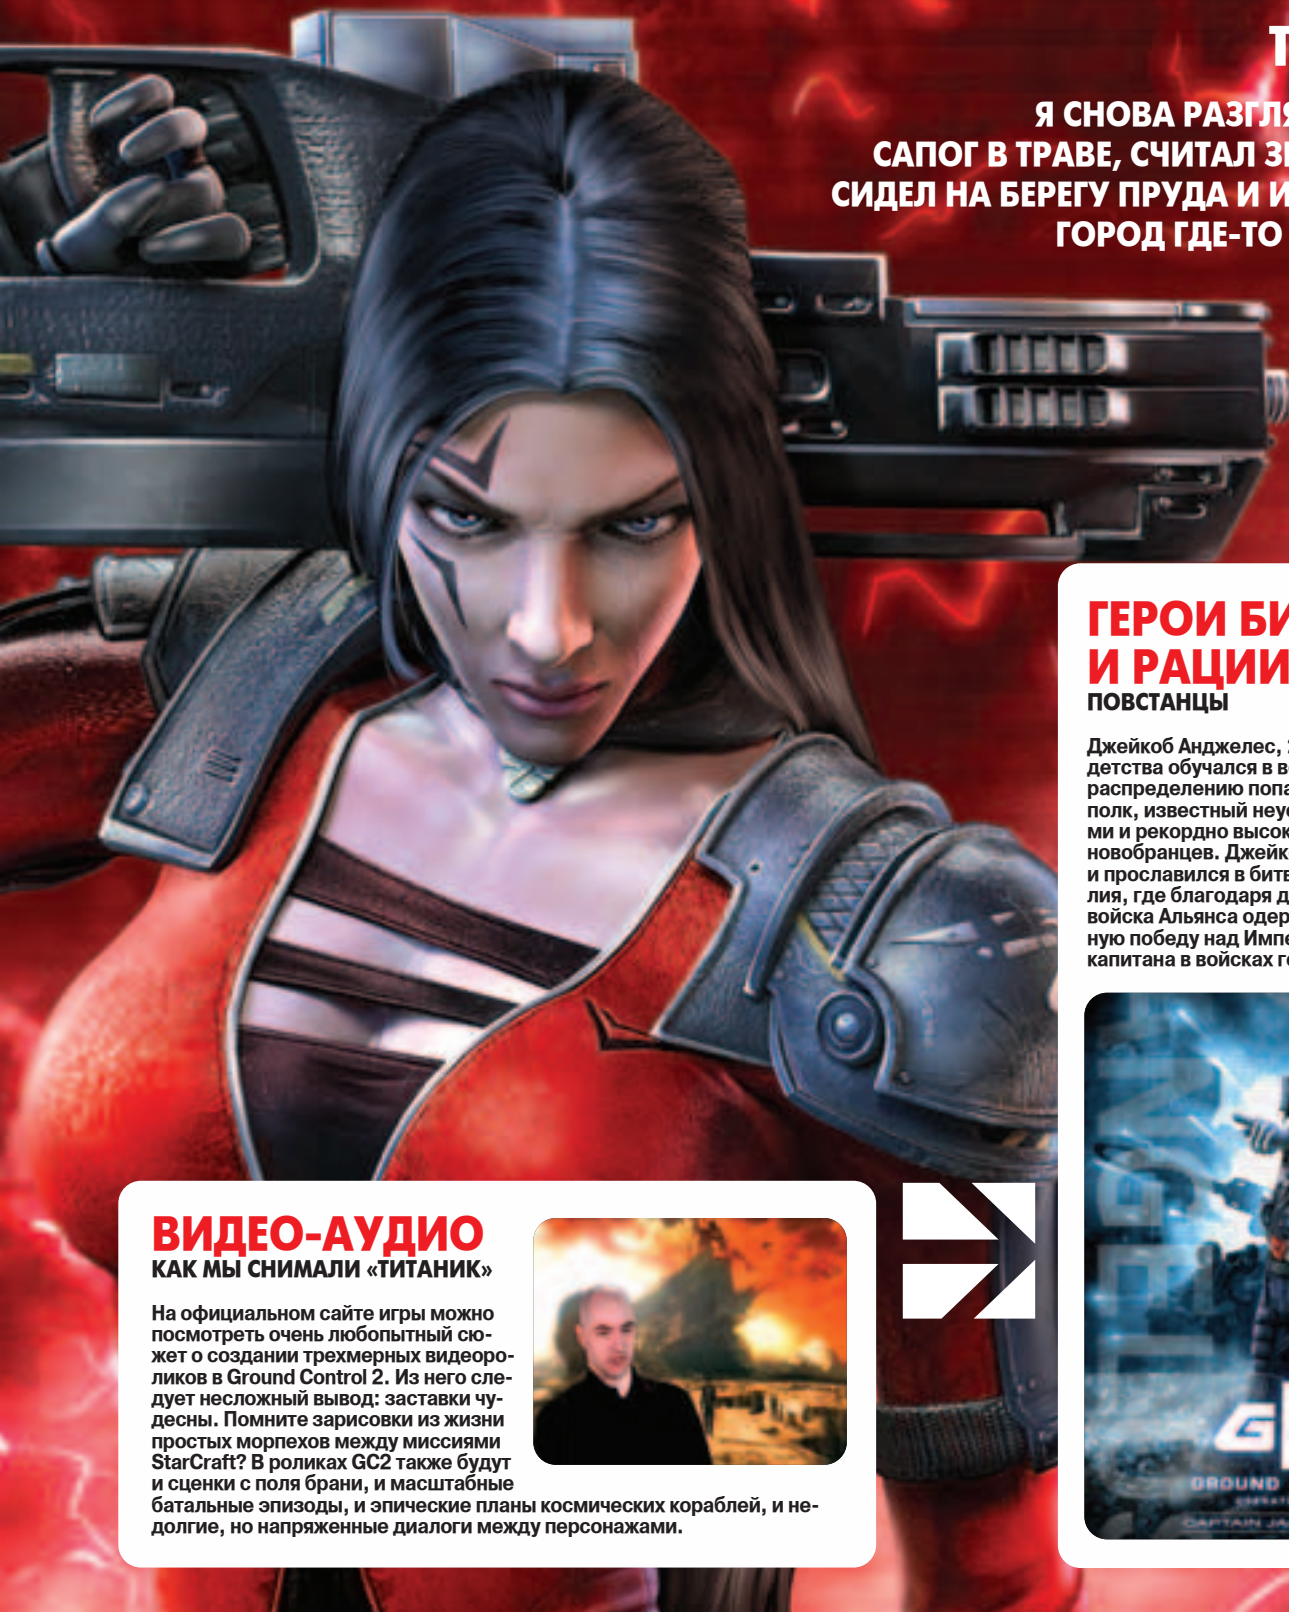 Я СНОВА РАЗГЛЯ
САПОГ В ТРАВЕ, СЧИТАЛ
СИДЕЛ НА БЕРЕГУ ПРУДА И И
ГОРОД ГДЕ-ТО
ГЕРОИ БИ
И РАЦИИ
ПОВСТАНЦЫ
Джейкоб Анджелес,
детства обучался в в
распределению попа
полк, известный неу
ми и рекордно высок
новобранцев. Джейк
и прославился в битв
лия, где благодаря д
войска Альянса одер
ную победу над Импе
капитана в войсках г
GROUND
CAPTAIN JA
ВИДЕО-АУДИО
КАК МЫ СНИМАЛИ «ТИТАНИК»
На официальном сайте игры можно
посмотреть очень любопытный сю-
жет о создании трехмерных видеоро-
ликов в Ground Control 2. Из него сле-
дует несложный вывод: заставки чу-
десны. Помните зарисовки из жизни
простых морпехов между миссиями
StarCraft? В роликах GC2 также будут
и сценки с поля брани, и масштабные
батальные эпизоды, и эпические планы космических кораблей, и не-
долгие, но напряженные диалоги между персонажами.